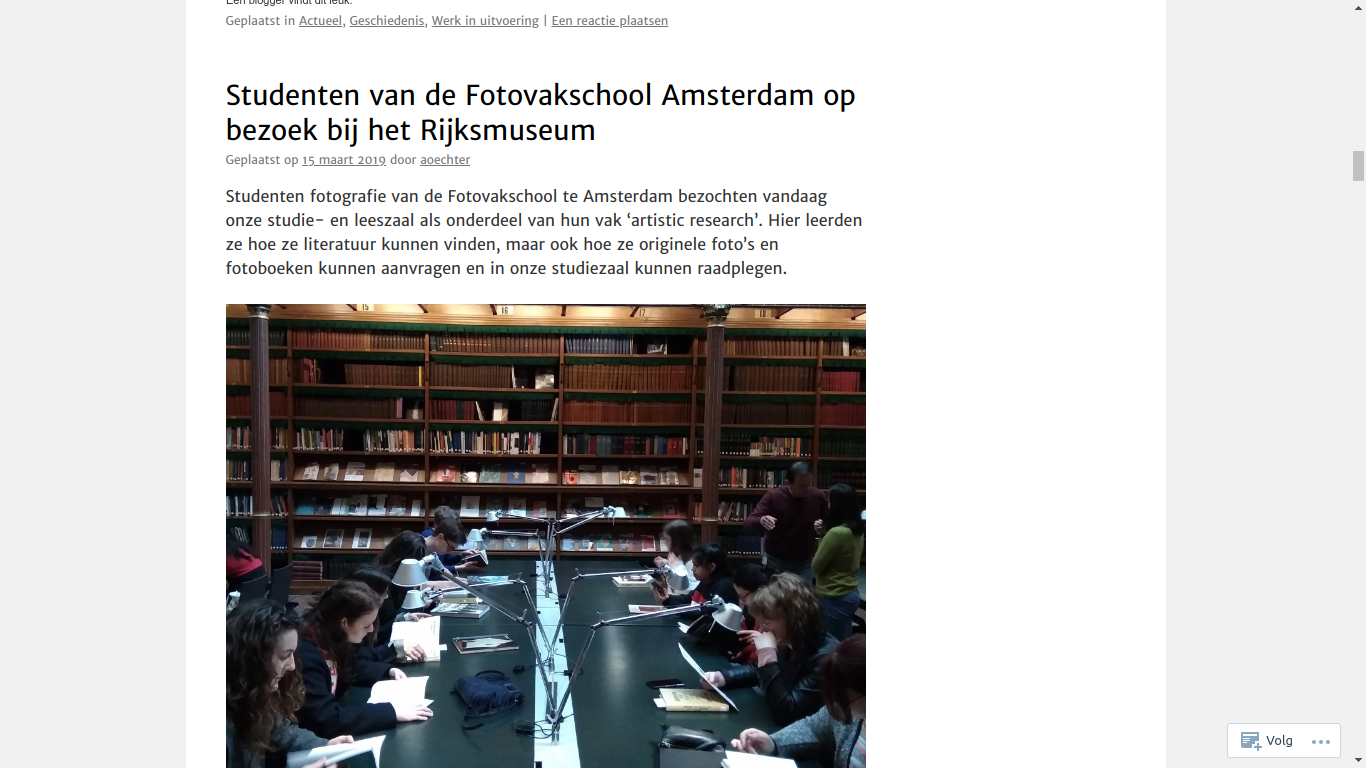 Een blogger vindt dit leuk.
Geplaatst in Actueel, Geschiedenis, Werk in uitvoering | Een reactie plaatsen
Studenten van de Fotovakschool Amsterdam op
bezoek bij het Rijksmuseum
Geplaatst op 15 maart 2019 door aoechter
Studenten fotografie van de Fotovakschool te Amsterdam bezochten vandaag
onze studie- en leeszaal als onderdeel van hun vak ‘artistic research’. Hier leerden
ze hoe ze literatuur kunnen vinden, maar ook hoe ze originele foto’s en
fotoboeken kunnen aanvragen en in onze studiezaal kunnen raadplegen.
15 16 17 18
Volg